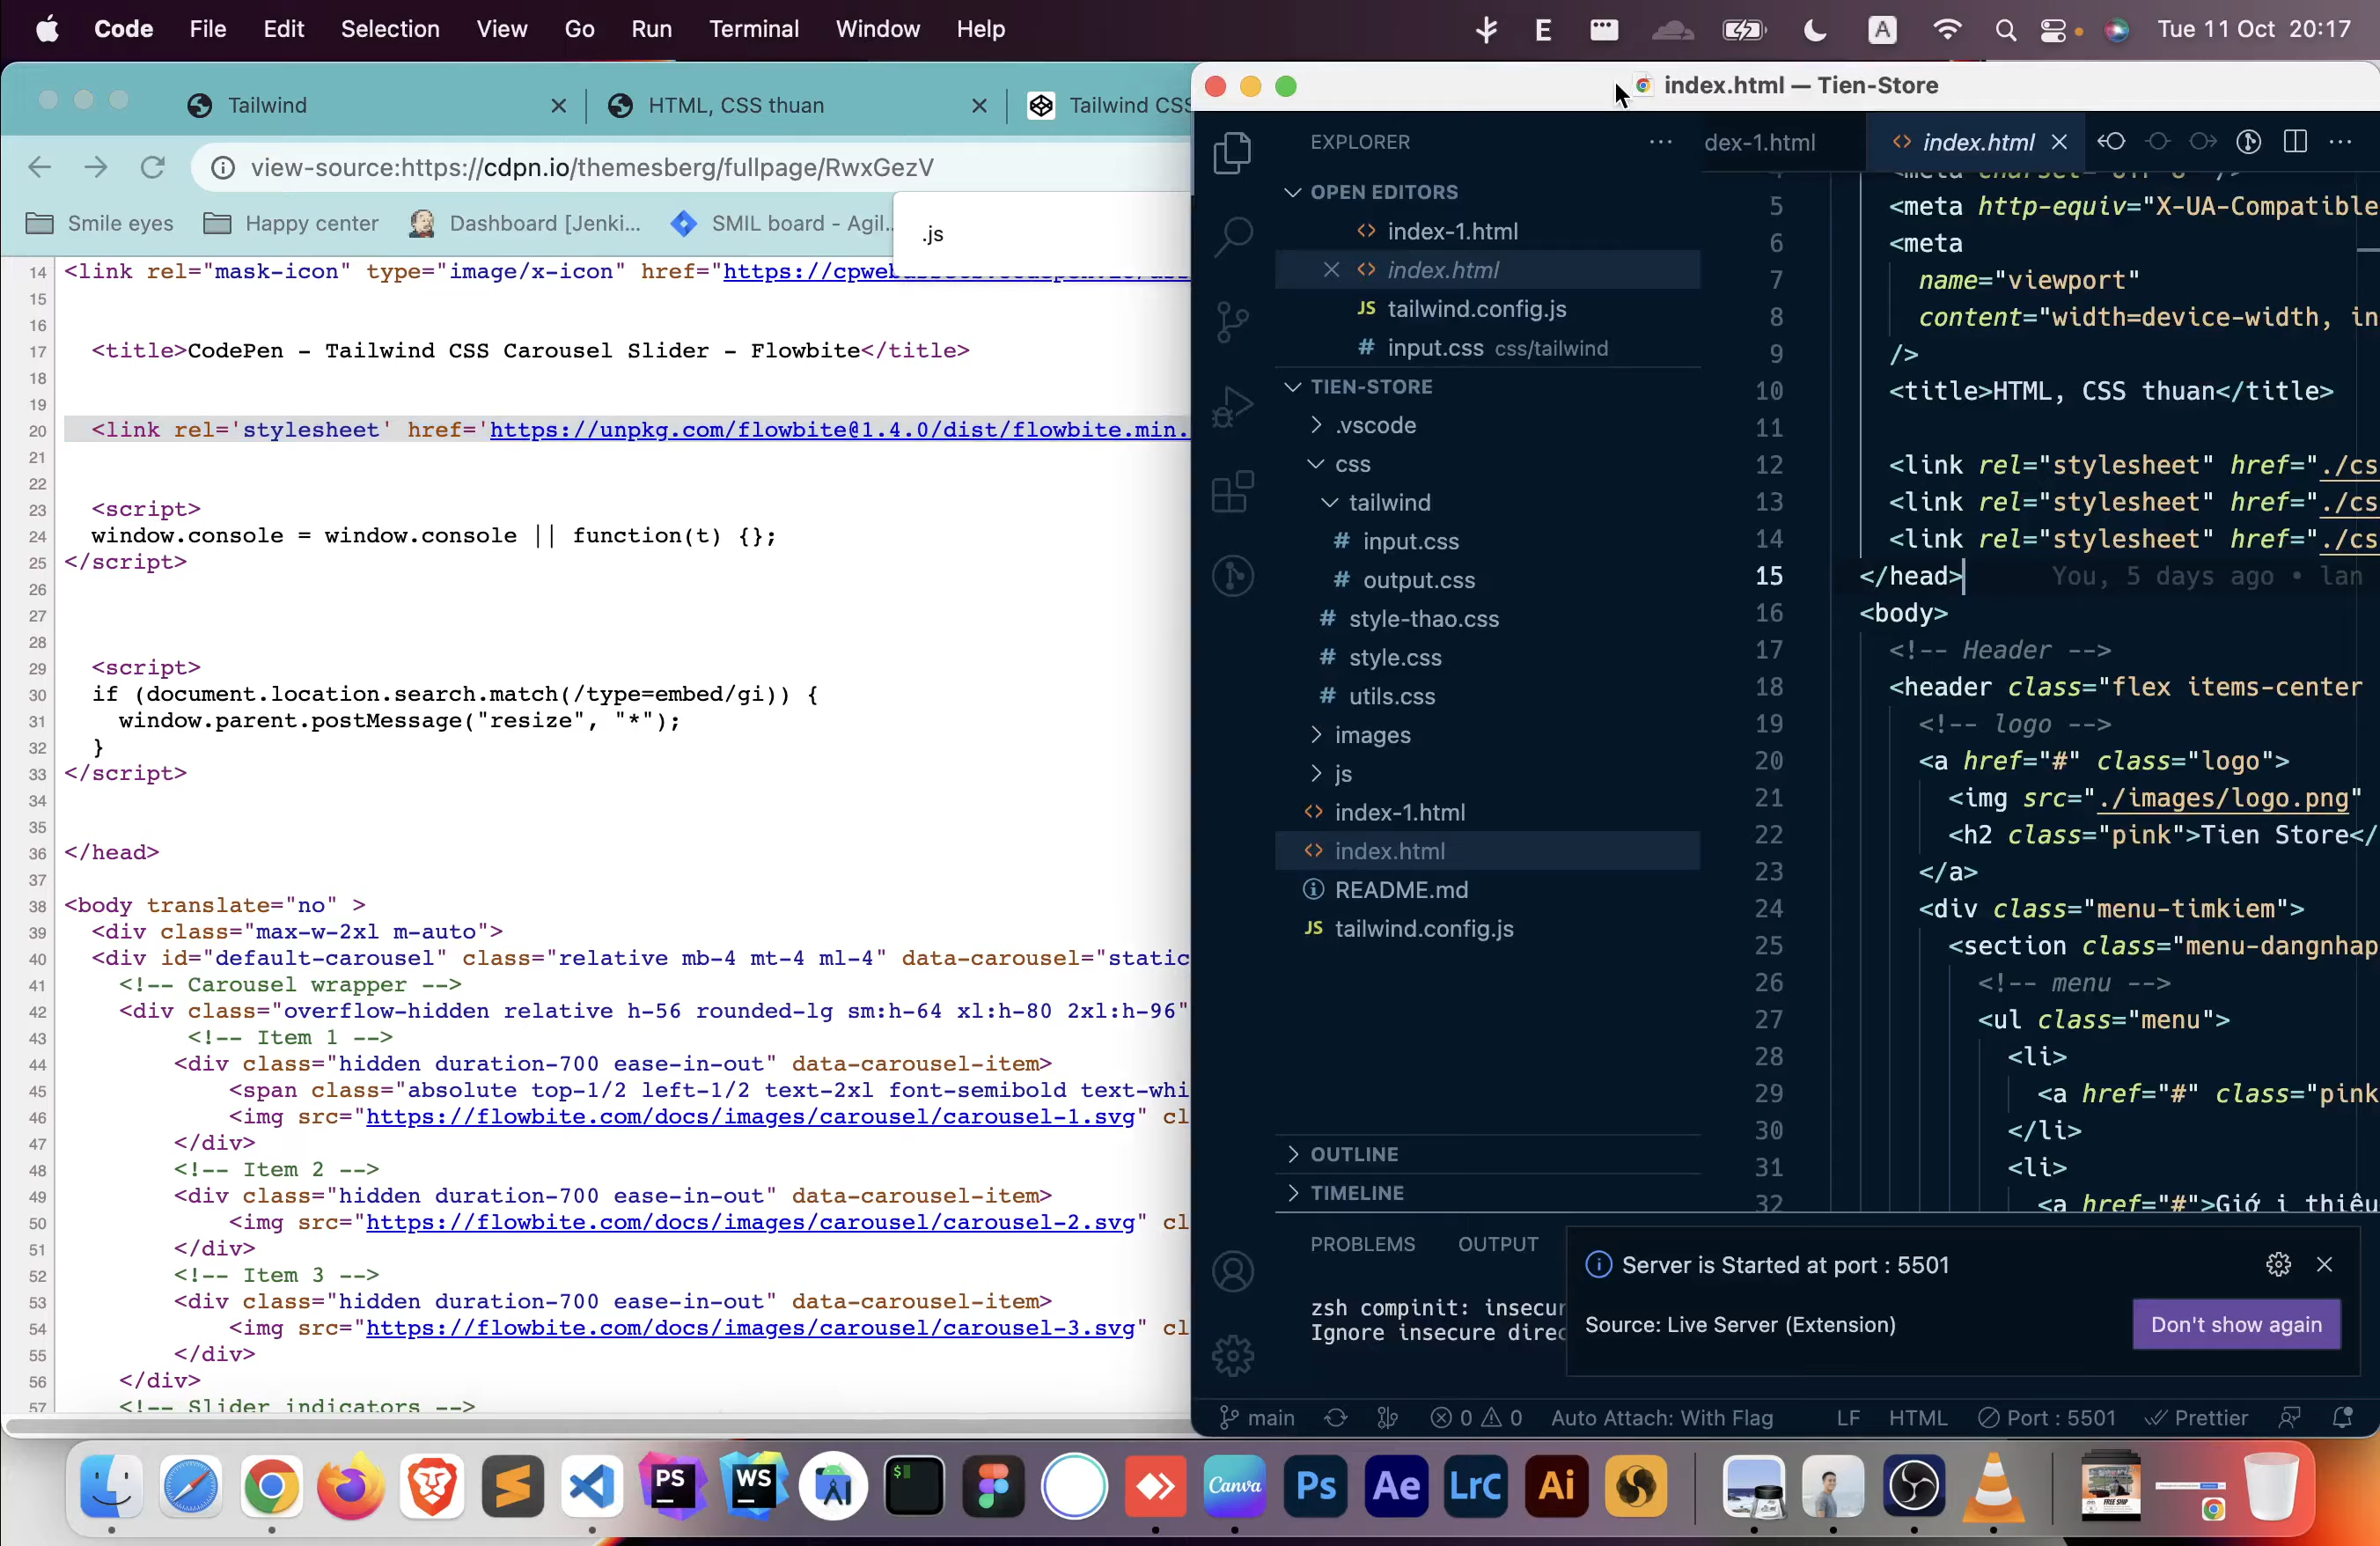 Code File Edit Selection View Go Run Terminal Window Help
E A Tue 11 Oct 20:17
Tailwind
HTML, CSS thuan
Tailwind CSS
view-source:https://cdpn.io/themesberg/fullpage/RwxGezV
Smile eyes
Happy center
Dashboard [Jenki...
SMIL board - Agil...
.js
14 <link rel="mask-icon" type="image/x-icon" href="
15
16
17 <title>CodePen - Tailwind CSS Carousel Slider - Flowbite</title>
18
19
20 <link rel='stylesheet' href='https://unpkg.com/flowbite@1.4.0/dist/flowbite.min.
21
22
23 <script>
24 window.console = window.console || function(t) {};
25 </script>
26
27
28
29 <script>
30 if (document.location.search.match(/type=embed/gi)) {
31 window.parent.postMessage("resize", "*");
32 }
33 </script>
34
35
36 </head>
37
38 <body translate="no" >
39 <div class="max-w-2xl m-auto">
40 <div id="default-carousel" class="relative mb-4 mt-4 ml-4" data-carousel="static
41 <!-- Carousel wrapper -->
42 <div class="overflow-hidden relative h-56 rounded-lg sm:h-64 xl:h-80 2xl:h-96"
43 <!-- Item 1 -->
44 <div class="hidden duration-700 ease-in-out" data-carousel-item>
45 <span class="absolute top-1/2 left-1/2 text-2xl font-semibold text-whi
46 <img src="https://flowbite.com/docs/images/carousel/carousel-1.svg" cl
47 </div>
48 <!-- Item 2 -->
49 <div class="hidden duration-700 ease-in-out" data-carousel-item>
50 <img src="https://flowbite.com/docs/images/carousel/carousel-2.svg" cl
51 </div>
52 <!-- Item 3 -->
53 <div class="hidden duration-700 ease-in-out" data-carousel-item>
54 <img src="https://flowbite.com/docs/images/carousel/carousel-3.svg" cl
55 </div>
56 </div>
57 <!-- Slider indicators -->
index.html — Tien-Store
EXPLORER
OPEN EDITORS
index-1.html
index.html
JS tailwind.config.js
# input.css css/tailwind
TIEN-STORE
.vscode
css
tailwind
# input.css
# output.css
# style-thao.css
# style.css
# utils.css
images
js
index-1.html
index.html
README.md
JS tailwind.config.js
OUTLINE
TIMELINE
dex-1.html
index.html
5 <meta http-equiv="X-UA-Compatible
6 <meta
7 name="viewport"
8 content="width=device-width, in
9 />
10 <title>HTML, CSS thuan</title>
11
12 <link rel="stylesheet" href="./cs
13 <link rel="stylesheet" href="./cs
14 <link rel="stylesheet" href="./cs
15 </head> You, 5 days ago • lan
16 <body>
17 <!-- Header -->
18 <header class="flex items-center
19 <!-- logo -->
20 <a href="#" class="logo">
21 <img src="./images/logo.png"
22 <h2 class="pink">Tien Store</
23 </a>
24 <div class="menu-timkiem">
25 <section class="menu-dangnhap
26 <!-- menu -->
27 <ul class="menu">
28 <li>
29 <a href="#" class="pink
30 </li>
31 <li>
32 <a href="#">Giớ i thiệu
PROBLEMS OUTPUT
zsh compinit: insecur
Ignore insecure direc
Server is Started at port : 5501
Source: Live Server (Extension)
Don't show again
main 0 0 Auto Attach: With Flag LF HTML Port : 5501 Prettier
PS WS Canva Ps Ae LrC Ai